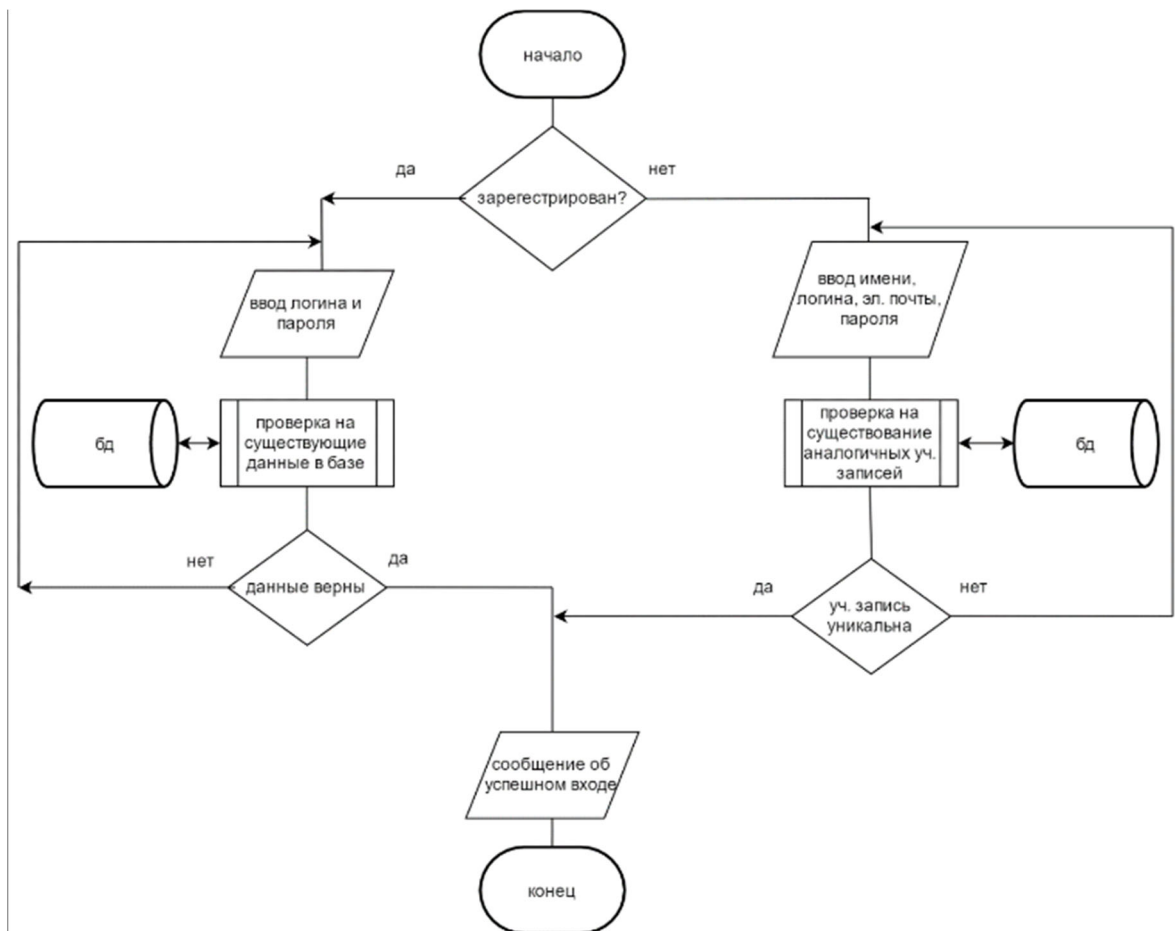 начало
да
нет
зарегестрирован?
ввод логина и
пароля
ввод имени,
логина, эл. почты,
пароля
бд
проверка на
существующие
данные в базе
проверка на
существование
аналогичных уч.
записей
бд
нет
да
данные верны
да
нет
уч. запись
уникальна
сообщение об
успешном входе
конец